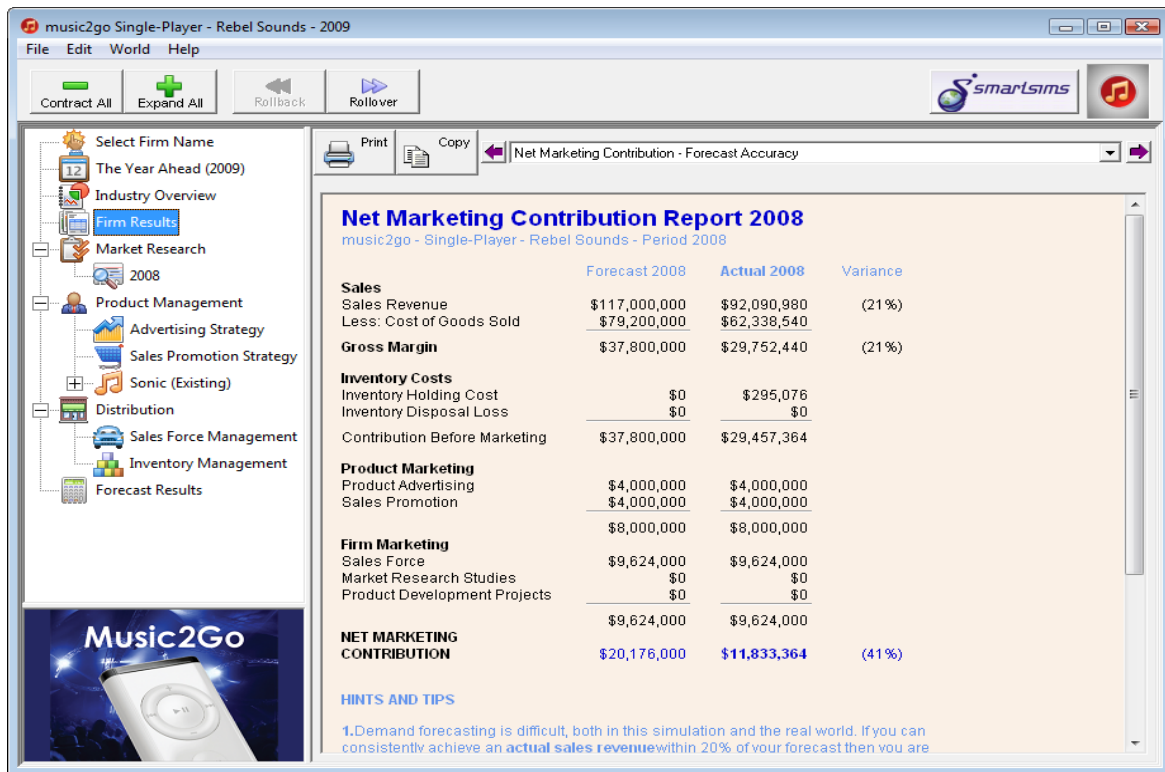 music2go Single-Player - Rebel Sounds - 2009
File Edit World Help
Contract All Expand All Rollback Rollover
smartsims
Select Firm Name
12 The Year Ahead (2009)
Industry Overview
Firm Results
Market Research
2008
Product Management
Advertising Strategy
Sales Promotion Strategy
Sonic (Existing)
Distribution
Sales Force Management
Inventory Management
Forecast Results
Music2Go
Print Copy Net Marketing Contribution - Forecast Accuracy
Net Marketing Contribution Report 2008
music2go - Single-Player - Rebel Sounds - Period 2008
Forecast 2008 Actual 2008 Variance
Sales
Sales Revenue $117,000,000 $92,090,980 (21%)
Less: Cost of Goods Sold $79,200,000 $62,338,540
Gross Margin $37,800,000 $29,752,440 (21%)
Inventory Costs
Inventory Holding Cost $0 $295,076
Inventory Disposal Loss $0 $0
Contribution Before Marketing $37,800,000 $29,457,364
Product Marketing
Product Advertising $4,000,000 $4,000,000
Sales Promotion $4,000,000 $4,000,000
$8,000,000 $8,000,000
Firm Marketing
Sales Force $9,624,000 $9,624,000
Market Research Studies $0 $0
Product Development Projects $0 $0
$9,624,000 $9,624,000
NET MARKETING
CONTRIBUTION $20,176,000 $11,833,364 (41%)
HINTS AND TIPS
1.Demand forecasting is difficult, both in this simulation and the real world. If you can
consistently achieve an actual sales revenuewithin 20% of your forecast then you are